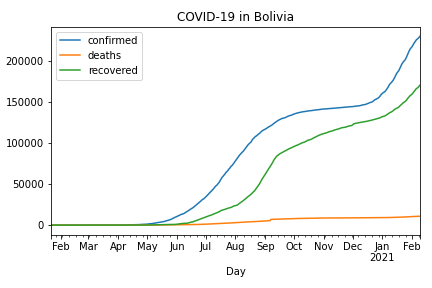 COVID-19 in Bolivia
confirmed
deaths
recovered
200000
150000
100000
50000
0
Feb Mar Apr May Jun Jul Aug Sep Oct Nov Dec Jan Feb
2021
Day